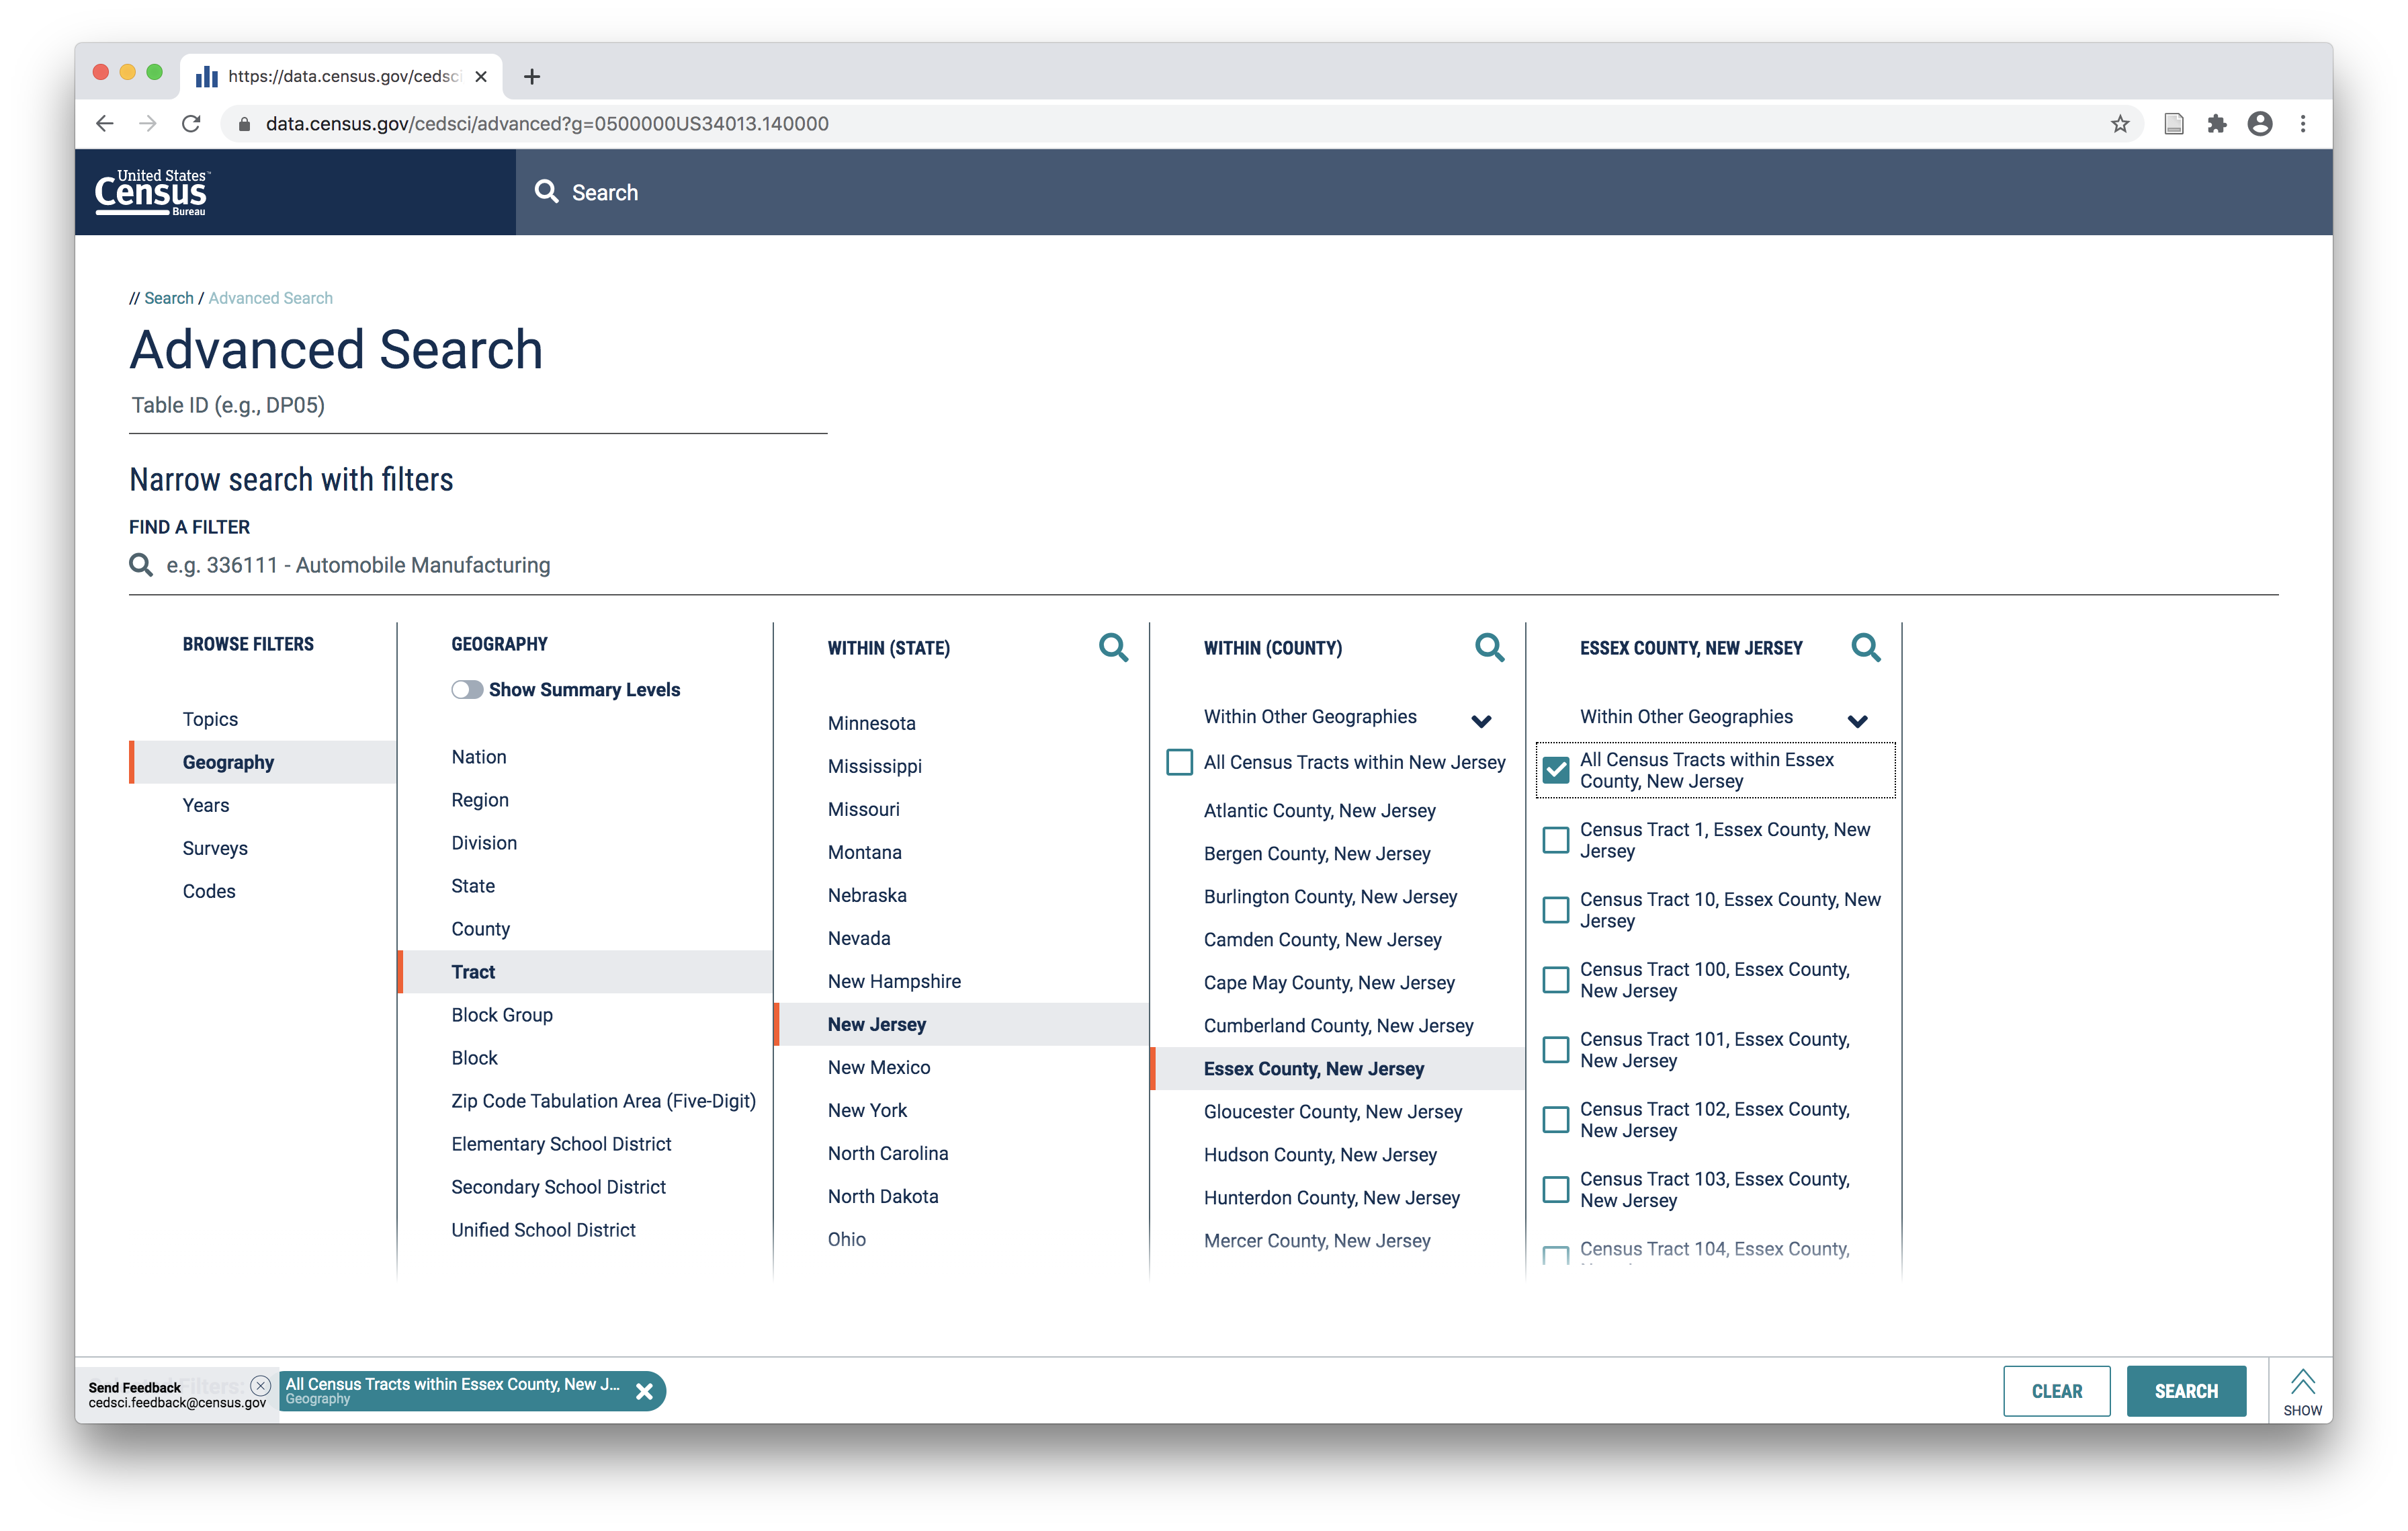 https://data.census.gov/cedsci
data.census.gov/cedsci/advanced?g=0500000US34013.140000
United States™
Census
Bureau
Search
// Search / Advanced Search
Advanced Search
Table ID (e.g., DP05)
Narrow search with filters
FIND A FILTER
e.g. 336111 - Automobile Manufacturing
BROWSE FILTERS
Topics
Geography
Years
Surveys
Codes
GEOGRAPHY
Show Summary Levels
Nation
Region
Division
State
County
Tract
Block Group
Block
Zip Code Tabulation Area (Five-Digit)
Elementary School District
Secondary School District
Unified School District
WITHIN (STATE)
Minnesota
Mississippi
Missouri
Montana
Nebraska
Nevada
New Hampshire
New Jersey
New Mexico
New York
North Carolina
North Dakota
Ohio
WITHIN (COUNTY)
Within Other Geographies
All Census Tracts within New Jersey
Atlantic County, New Jersey
Bergen County, New Jersey
Burlington County, New Jersey
Camden County, New Jersey
Cape May County, New Jersey
Cumberland County, New Jersey
Essex County, New Jersey
Gloucester County, New Jersey
Hudson County, New Jersey
Hunterdon County, New Jersey
Mercer County, New Jersey
ESSEX COUNTY, NEW JERSEY
Within Other Geographies
All Census Tracts within Essex
County, New Jersey
Census Tract 1, Essex County, New
Jersey
Census Tract 10, Essex County, New
Jersey
Census Tract 100, Essex County,
New Jersey
Census Tract 101, Essex County,
New Jersey
Census Tract 102, Essex County,
New Jersey
Census Tract 103, Essex County,
New Jersey
Census Tract 104, Essex County,
Send Feedback
Filters:
cedsci.feedback@census.gov
All Census Tracts within Essex County, New J...
Geography
CLEAR
SEARCH
SHOW